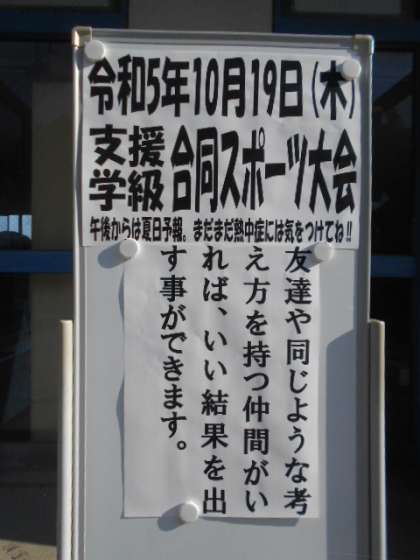 令和5年10月19日(木)
支援学級 合同スポーツ大会
午後からは夏日予報。まだまだ熱中症には気をつけてね!!
友達や同じような考
え方を持つ仲間がい
れば、いい結果を出
す事ができます。